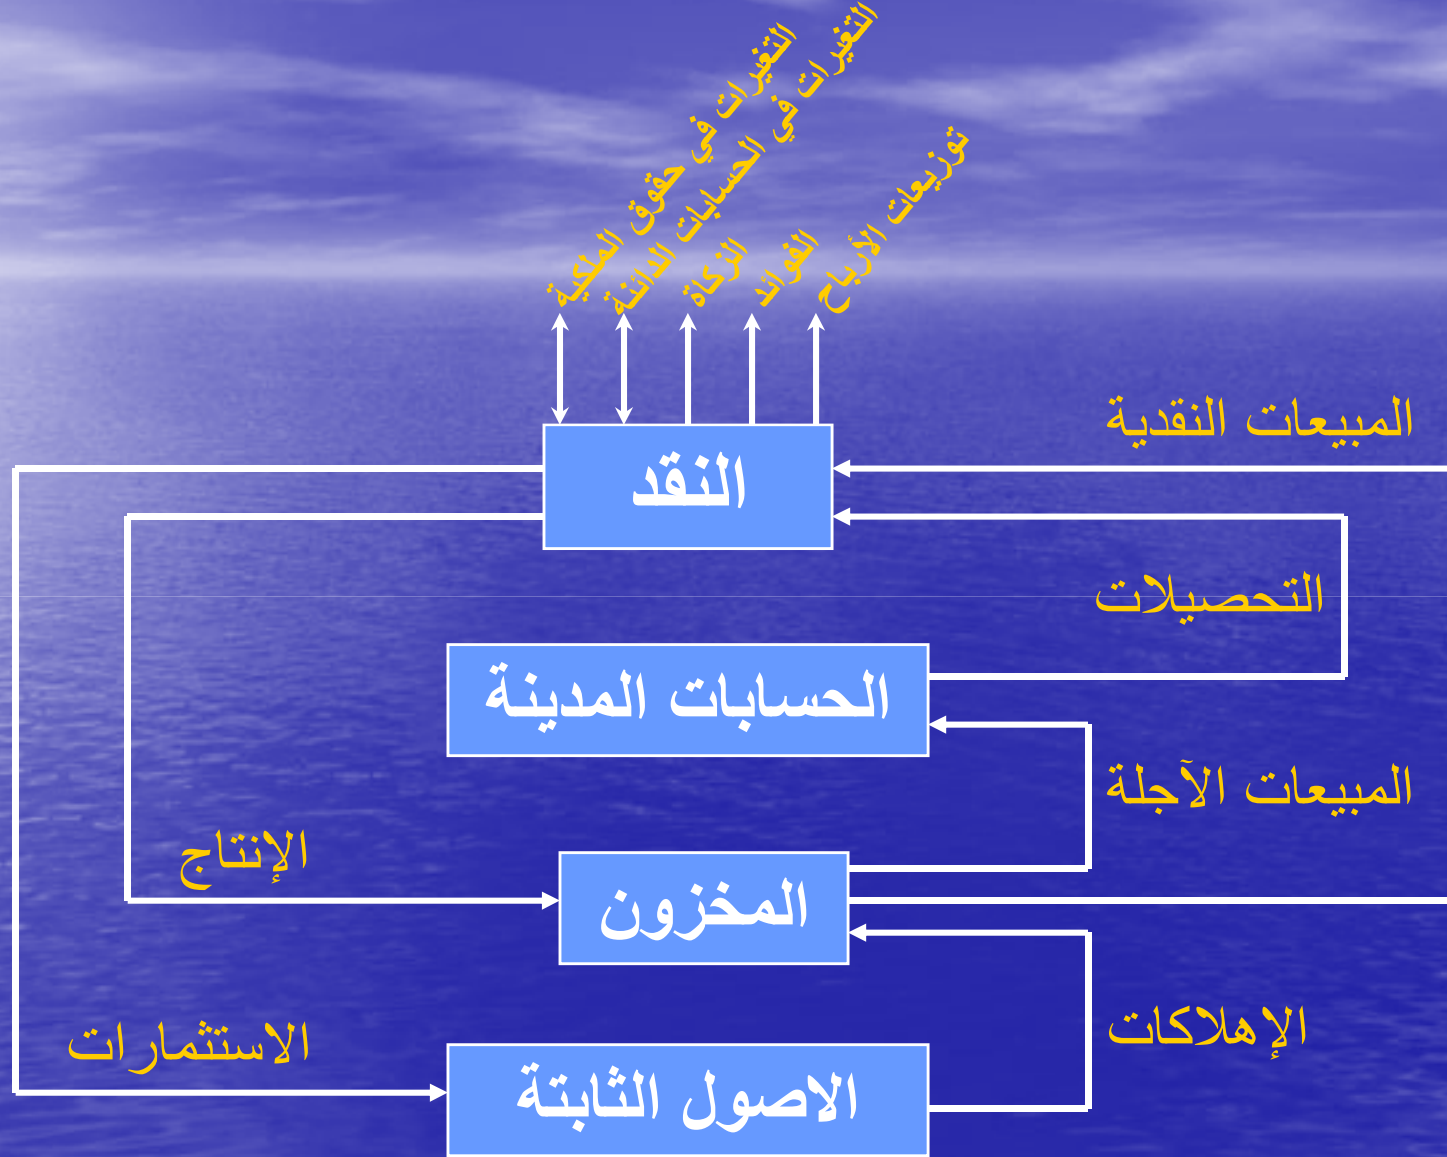 التغيرات في حقوق الملكية
التغيرات في الحسابات الدائنة
الزكاة
الفوائد
توزيعات الأرباح
المبيعات النقدية
النقد
التحصيلات
الحسابات المدينة
المبيعات الآجلة
الإنتاج
المخزون
الإهلاكات
الاستثمارات
الاصول الثابتة